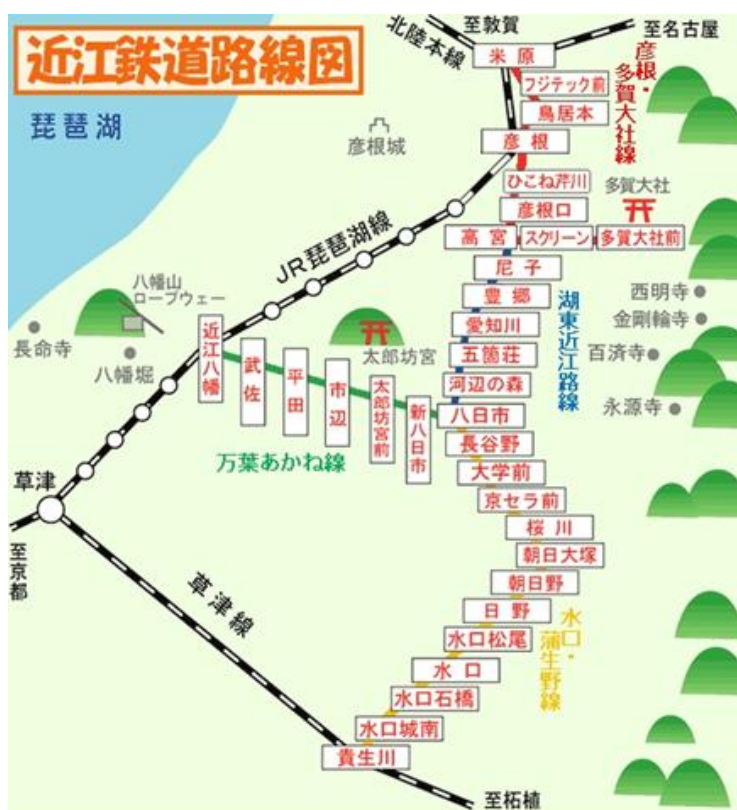 近江鉄道路線図
琵琶湖
北陸本線
至敦賀
至名古屋
米原
フジテック前
鳥居本
彦根・多賀大社線
彦根城
彦根
ひこね芹川
彦根口
多賀大社
高宮
スクリーン
多賀大社前
JR琵琶湖線
尼子
豊郷
愛知川
五箇荘
河辺の森
八日市
湖東近江路線
西明寺
金剛輪寺
百済寺
永源寺
八幡山
ロープウェー
長命寺
八幡堀
近江八幡
武佐
平田
市辺
太郎坊宮
太郎坊宮前
新八日市
万葉あかね線
長谷野
大学前
京セラ前
桜川
朝日大塚
朝日野
日野
水口松尾
水口
水口石橋
水口城南
貴生川
水口・蒲生野線
草津
至京都
草津線
至柘植